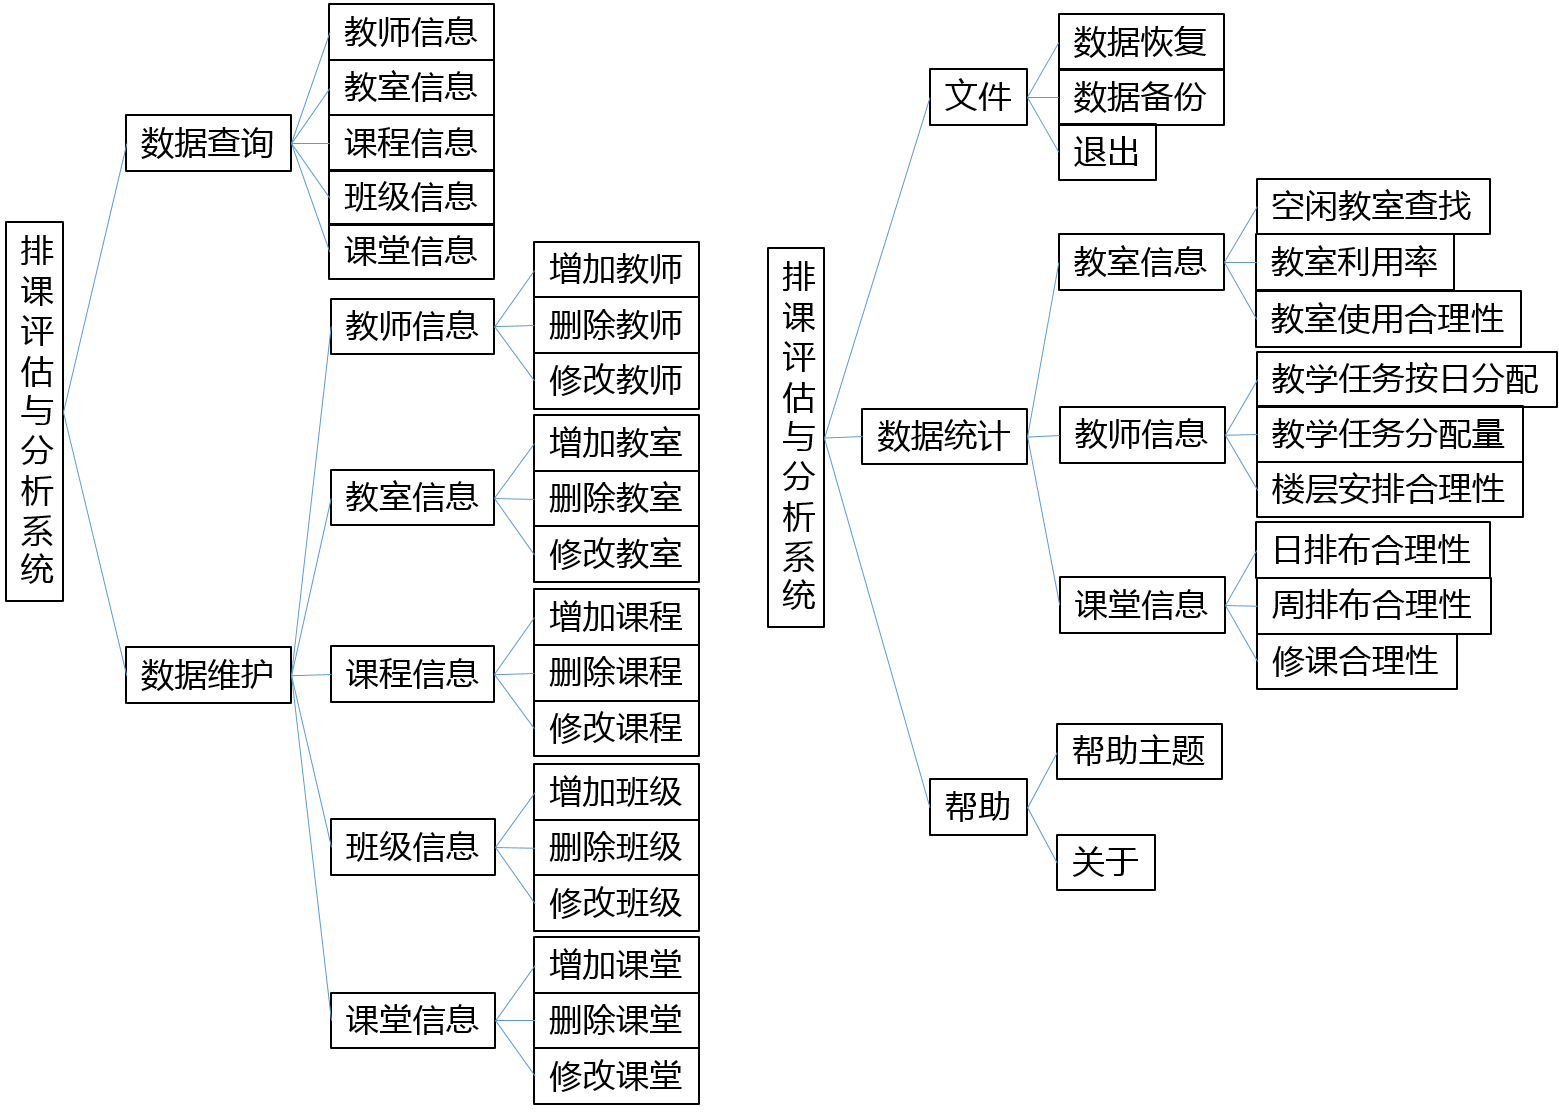 排课评估与分析系统
数据查询
教师信息
教室信息
课程信息
班级信息
课堂信息
数据维护
教师信息
增加教师
删除教师
修改教师
教室信息
增加教室
删除教室
修改教室
课程信息
增加课程
删除课程
修改课程
班级信息
增加班级
删除班级
修改班级
课堂信息
增加课堂
删除课堂
修改课堂
排课评估与分析系统
文件
数据恢复
数据备份
退出
数据统计
教室信息
空闲教室查找
教室利用率
教室使用合理性
教师信息
教学任务按日分配
教学任务分配量
楼层安排合理性
课堂信息
日排布合理性
周排布合理性
修课合理性
帮助
帮助主题
关于